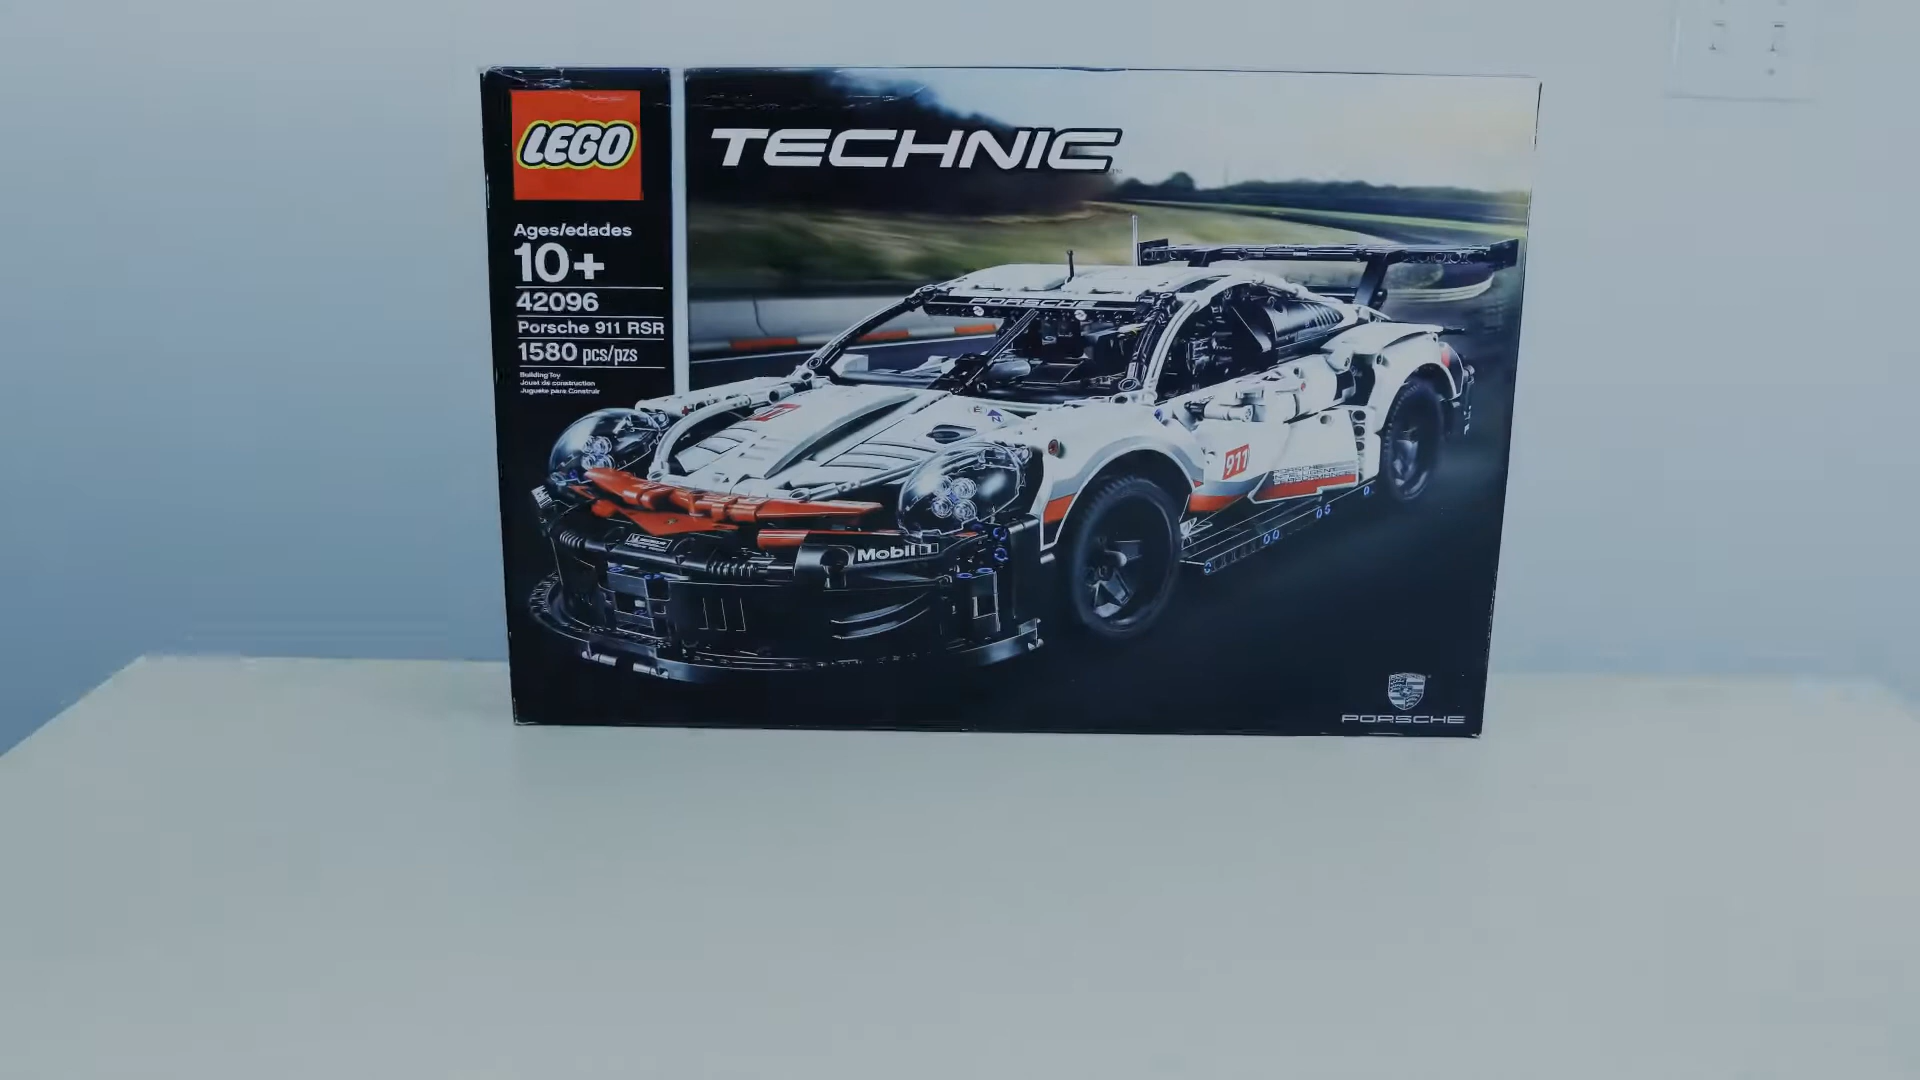 LEGO
TECHNIC
Ages/edades
10+
42096
Porsche 911 RSR
1580 pcs/pzs
Building Toy
Jouet de construction
Juguete para Construir
PORSCHE
911
Mobil 1
PORSCHE